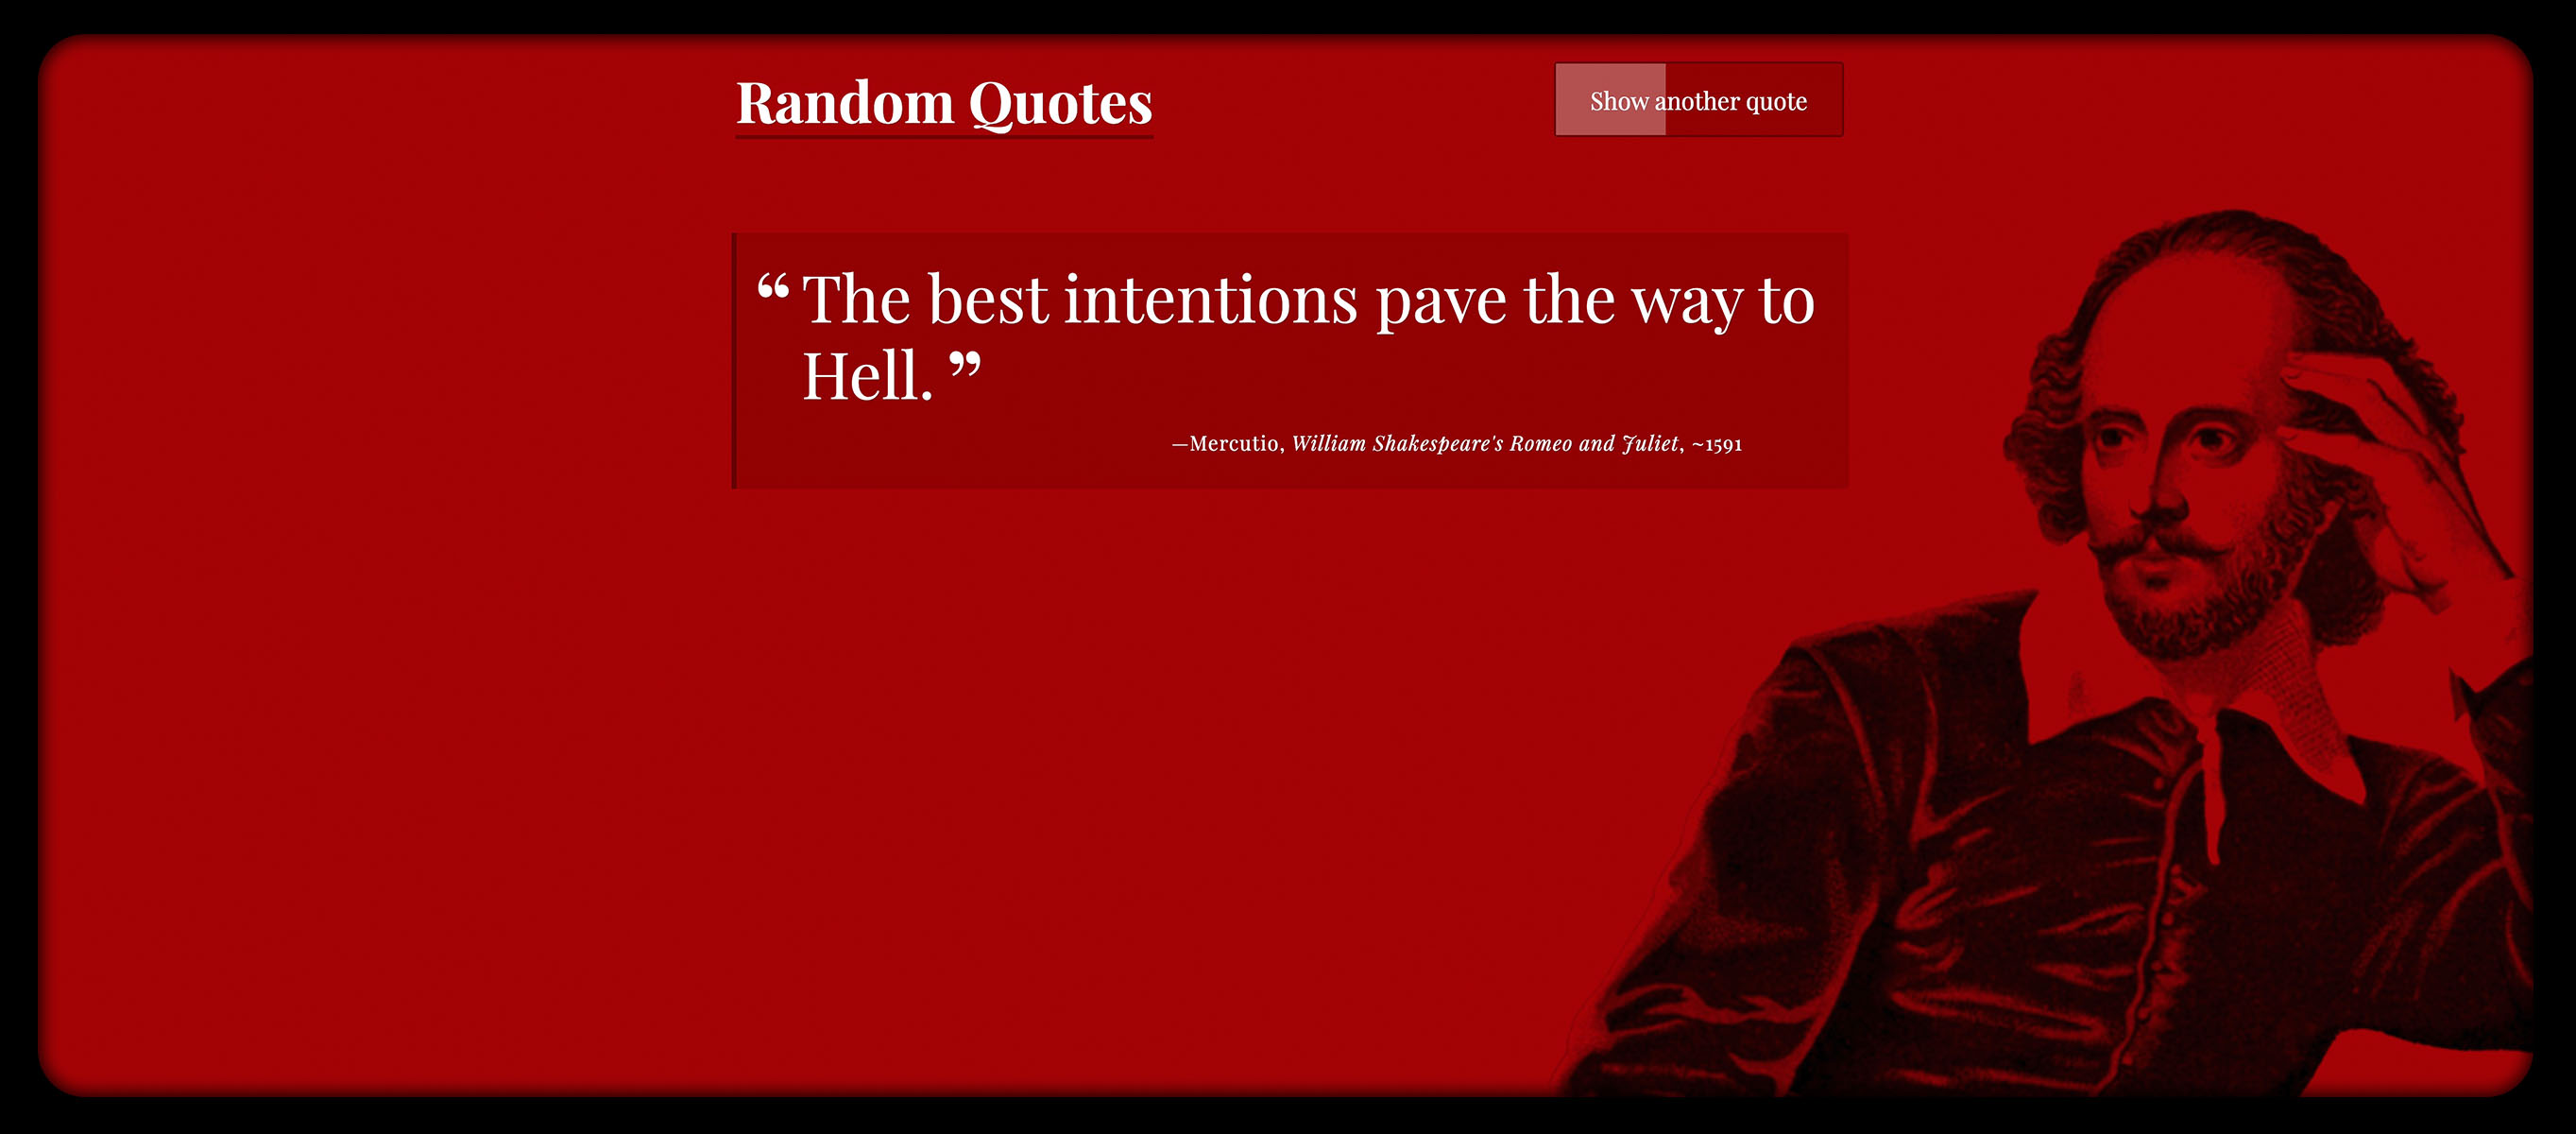 Random Quotes
Show another quote
“ The best intentions pave the way to
Hell. ”
—Mercutio, William Shakespeare's Romeo and Juliet, ~1591